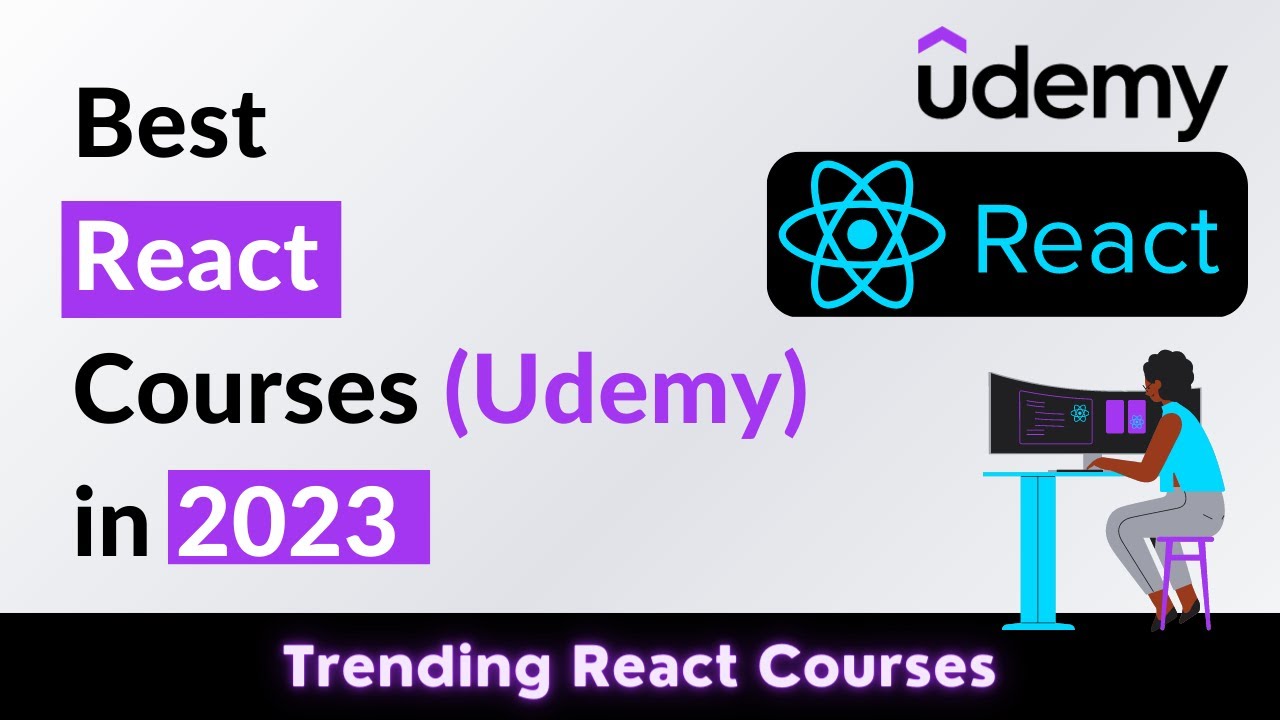 Best
React
Courses (Udemy)
in 2023
udemy
React
Trending React Courses